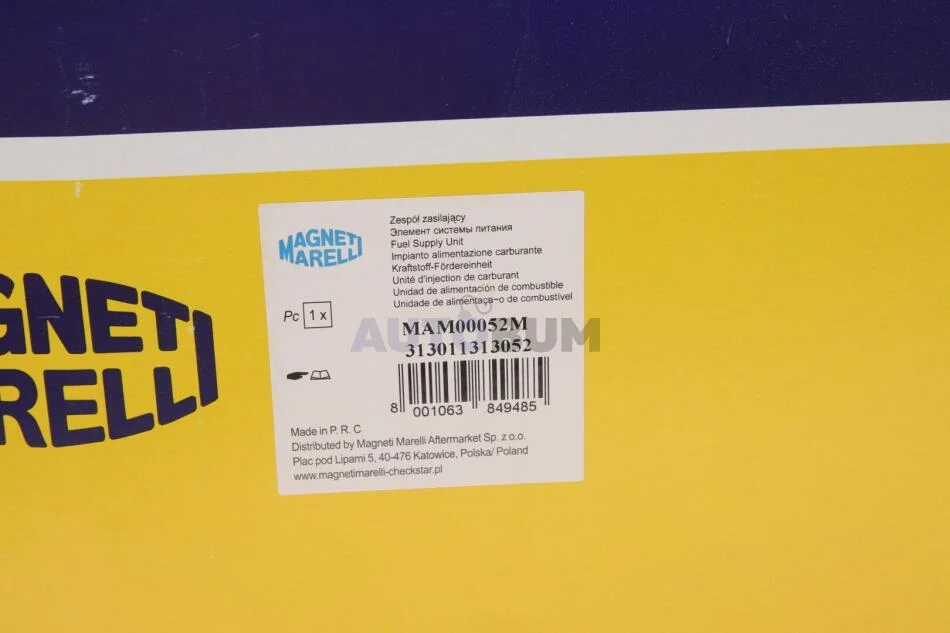 GNETI
RELLI
MAGNETI
MARELLI
Zespół zasilający
Элемент системы питания
Fuel Supply Unit
Impianto alimentazione carburante
Kraftstoff-Fördereinheit
Unité d'injection de carburant
Unidad de alimentación de combustible
Unidade de alimentaça~o de combustível
Pc 1 x
MAM00052M
AUTOBUM
313011313052
8 001063 849485
Made in P. R. C
Distributed by Magneti Marelli Aftermarket Sp. z o.o.
Plac pod Lipami 5, 40-476 Katowice, Polska/ Poland
www.magnetimarelli-checkstar.pl